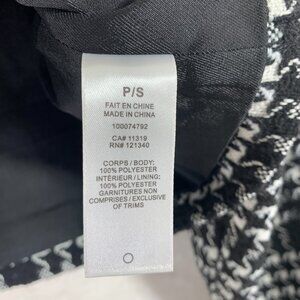 P/S
FAIT EN CHINE
MADE IN CHINA
100074792
CA# 11319
RN# 121340
CORPS / BODY:
100% POLYESTER
INTÉRIEUR / LINING:
100% POLYESTER
GARNITURES NON
COMPRISES / EXCLUSIVE
OF TRIMS